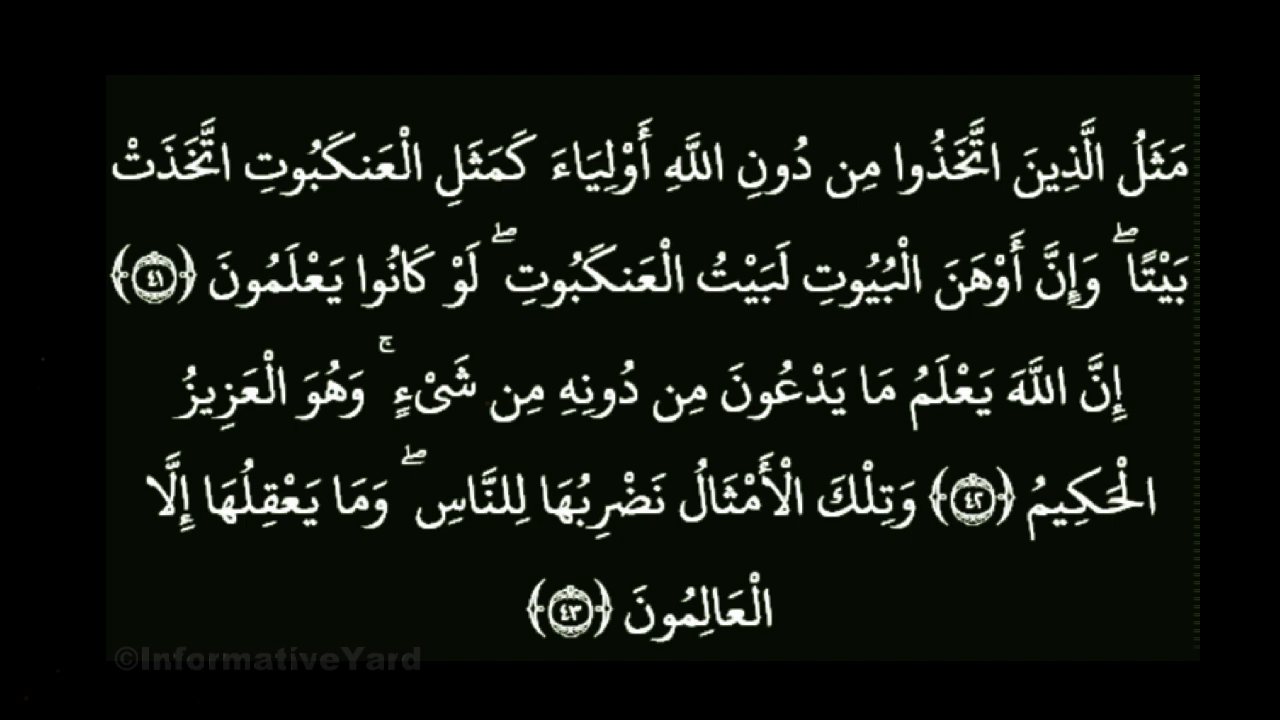 مَثَلُ الَّذِينَ اتَّخَذُوا مِن دُونِ اللَّهِ أَوْلِيَاءَ كَمَثَلِ الْعَنكَبُوتِ اتَّخَذَتْ
بَيْتًا ۖ وَإِنَّ أَوْهَنَ الْبُيُوتِ لَبَيْتُ الْعَنكَبُوتِ ۖ لَوْ كَانُوا يَعْلَمُونَ ﴿٤١﴾
إِنَّ اللَّهَ يَعْلَمُ مَا يَدْعُونَ مِن دُونِهِ مِن شَىْءٍ ۚ وَهُوَ الْعَزِيزُ
الْحَكِيمُ ﴿٤٢﴾ وَتِلْكَ الْأَمْثَالُ نَضْرِبُهَا لِلنَّاسِ ۖ وَمَا يَعْقِلُهَا إِلَّا
الْعَالِمُونَ ﴿٤٣﴾
©InformativeYard